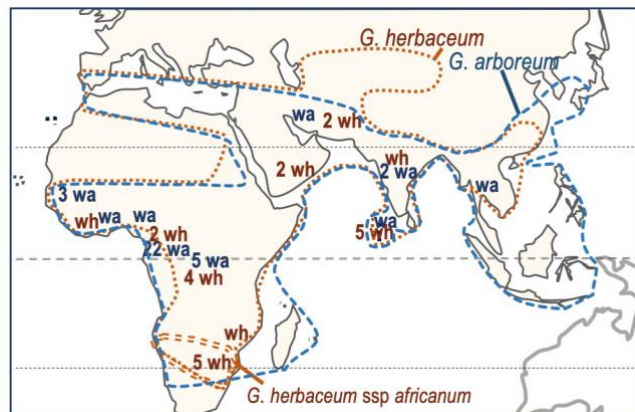 G. herbaceum
G. arboreum
wa
2 wh
2 wh
wh
2 wa
wa
3 wa
wh
wa
wa
2 wh
22 wa
5 wa
4 wh
wa
5 wh
wh
5 wh
G. herbaceum ssp africanum